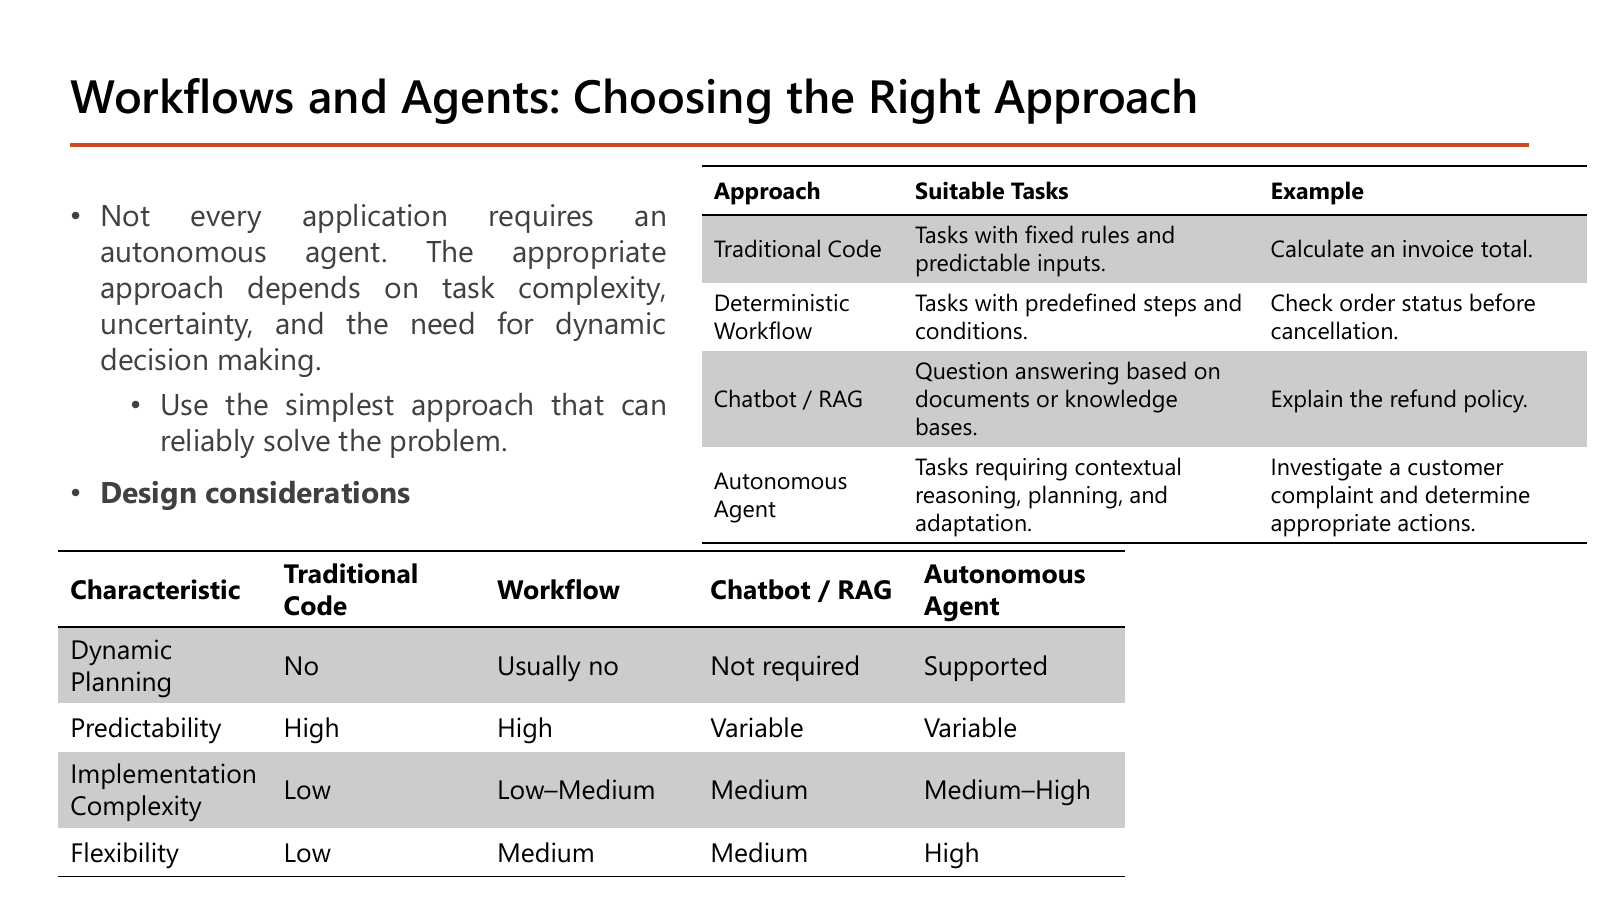 Workflows and Agents: Choosing the Right Approach
• Not every application requires an
autonomous agent. The appropriate
approach depends on task complexity,
uncertainty, and the need for dynamic
decision making.
• Use the simplest approach that can
reliably solve the problem.
• Design considerations
Approach Suitable Tasks Example
Traditional Code Tasks with fixed rules and predictable inputs. Calculate an invoice total.
Deterministic Workflow Tasks with predefined steps and conditions. Check order status before cancellation.
Chatbot / RAG Question answering based on documents or knowledge bases. Explain the refund policy.
Autonomous Agent Tasks requiring contextual reasoning, planning, and adaptation. Investigate a customer complaint and determine appropriate actions.
Characteristic Traditional Code Workflow Chatbot / RAG Autonomous Agent
Dynamic Planning No Usually no Not required Supported
Predictability High High Variable Variable
Implementation Complexity Low Low–Medium Medium Medium–High
Flexibility Low Medium Medium High